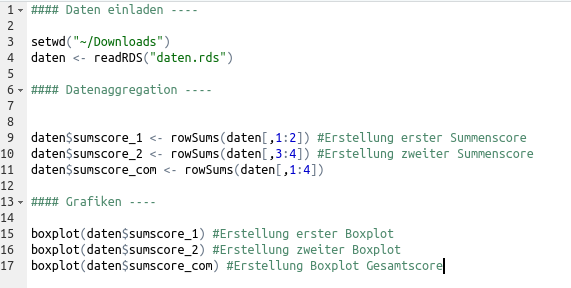 1 #### Daten einladen ----
2
3 setwd("~/Downloads")
4 daten <- readRDS("daten.rds")
5
6 #### Datenaggregation ----
7
8
9 daten$sumscore_1 <- rowSums(daten[,1:2]) #Erstellung erster Summenscore
10 daten$sumscore_2 <- rowSums(daten[,3:4]) #Erstellung zweiter Summenscore
11 daten$sumscore_com <- rowSums(daten[,1:4])
12
13 #### Grafiken ----
14
15 boxplot(daten$sumscore_1) #Erstellung erster Boxplot
16 boxplot(daten$sumscore_2) #Erstellung zweiter Boxplot
17 boxplot(daten$sumscore_com) #Erstellung Boxplot Gesamtscore